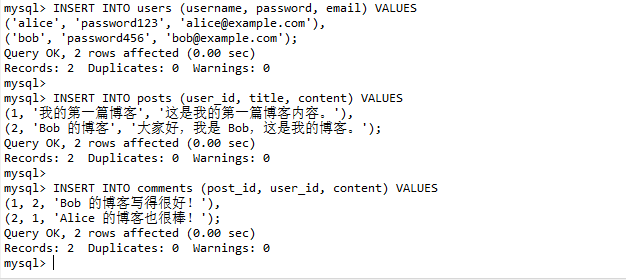 mysql> INSERT INTO users (username, password, email) VALUES
('alice', 'password123', 'alice@example.com'),
('bob', 'password456', 'bob@example.com');
Query OK, 2 rows affected (0.00 sec)
Records: 2  Duplicates: 0  Warnings: 0
mysql>
mysql> INSERT INTO posts (user_id, title, content) VALUES
(1, '我的第一篇博客', '这是我的第一篇博客内容。'),
(2, 'Bob 的博客', '大家好，我是 Bob，这是我的博客。');
Query OK, 2 rows affected (0.00 sec)
Records: 2  Duplicates: 0  Warnings: 0
mysql>
mysql> INSERT INTO comments (post_id, user_id, content) VALUES
(1, 2, 'Bob 的博客写得很好！'),
(2, 1, 'Alice 的博客也很棒！');
Query OK, 2 rows affected (0.00 sec)
Records: 2  Duplicates: 0  Warnings: 0
mysql>